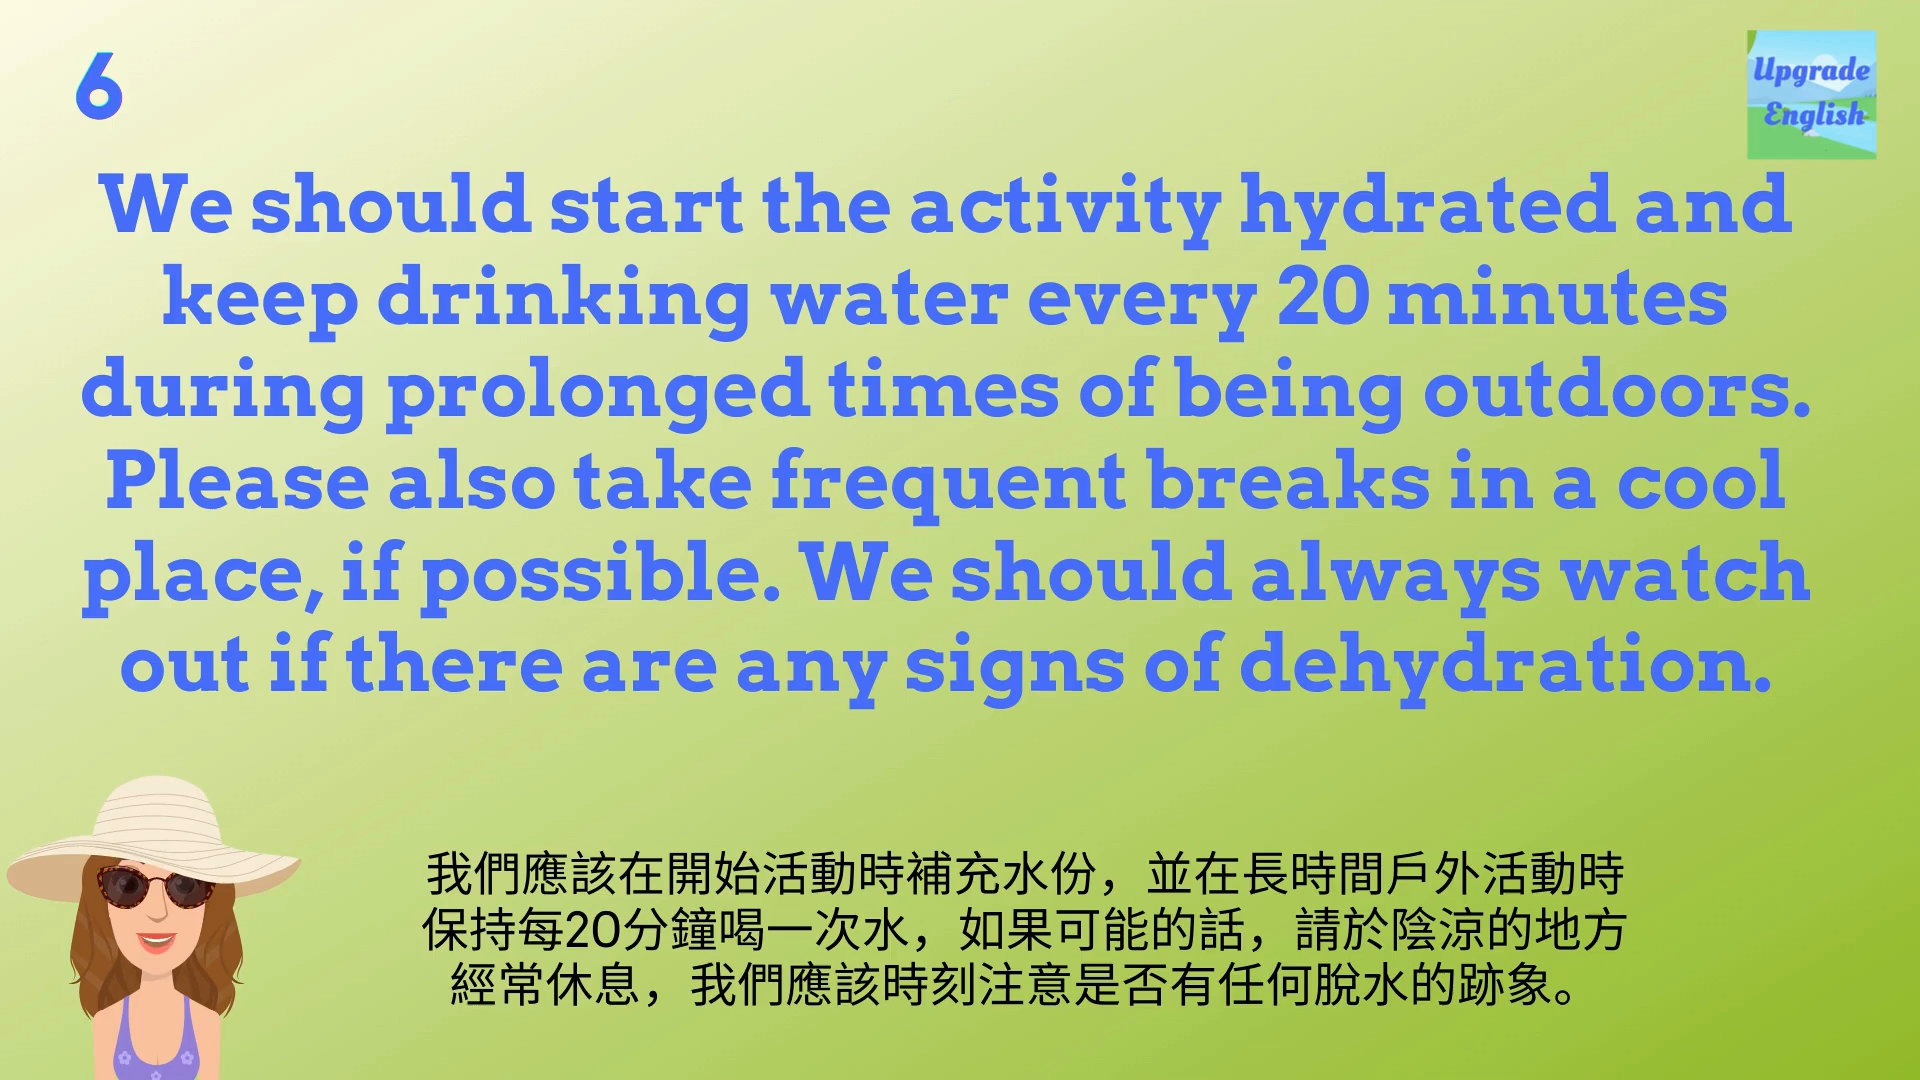 6
Upgrade
English
We should start the activity hydrated and
keep drinking water every 20 minutes
during prolonged times of being outdoors.
Please also take frequent breaks in a cool
place, if possible. We should always watch
out if there are any signs of dehydration.
我們應該在開始活動時補充水份，並在長時間戶外活動時
保持每20分鐘喝一次水，如果可能的話，請於陰涼的地方
經常休息，我們應該時刻注意是否有任何脫水的跡象。